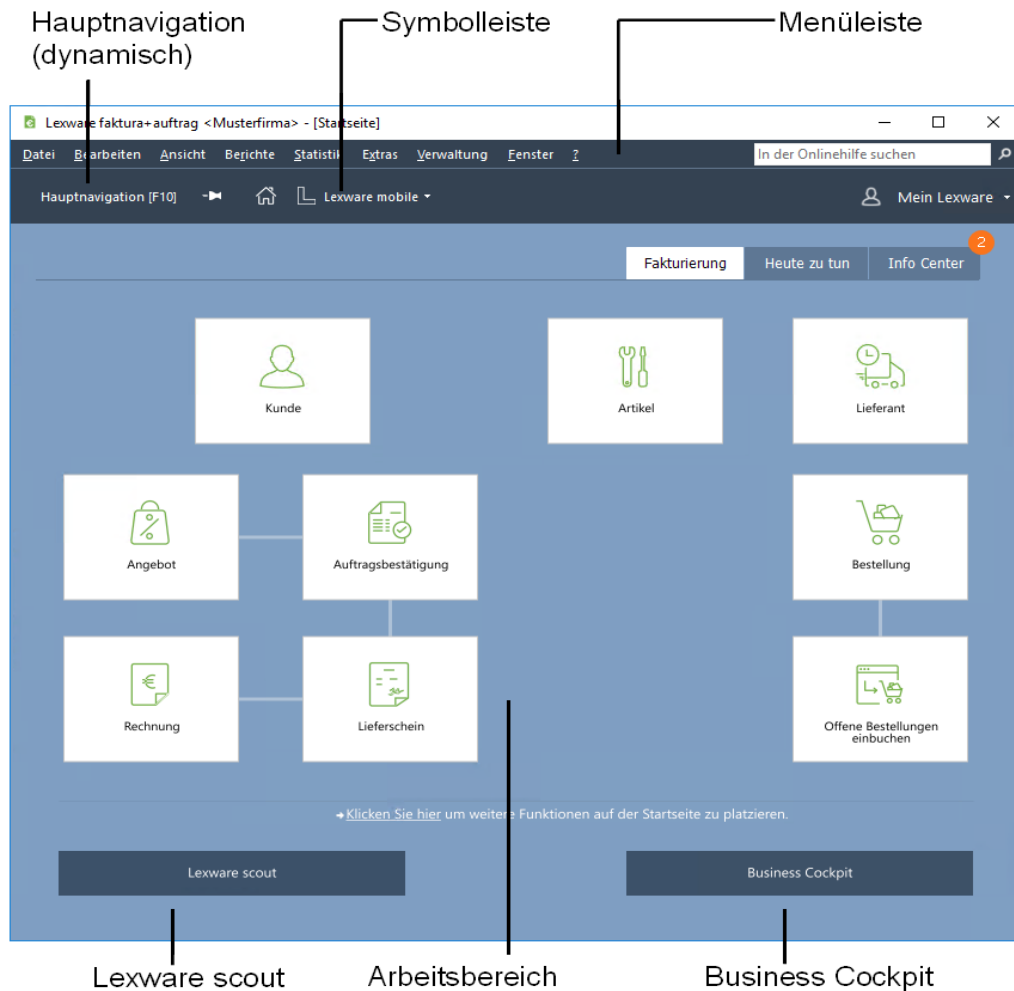 Hauptnavigation
(dynamisch)
Symbolleiste
Menüleiste
Lexware faktura+auftrag <Musterfirma> - [Startseite]
Datei Bearbeiten Ansicht Berichte Statistik Extras Verwaltung Fenster ?
In der Onlinehilfe suchen
Hauptnavigation [F10]
Lexware mobile
Mein Lexware
2
Fakturierung
Heute zu tun
Info Center
Kunde
Artikel
Lieferant
Angebot
Auftragsbestätigung
Bestellung
Rechnung
Lieferschein
Offene Bestellungen
einbuchen
Klicken Sie hier um weitere Funktionen auf der Startseite zu platzieren.
Lexware scout
Business Cockpit
Lexware scout
Arbeitsbereich
Business Cockpit